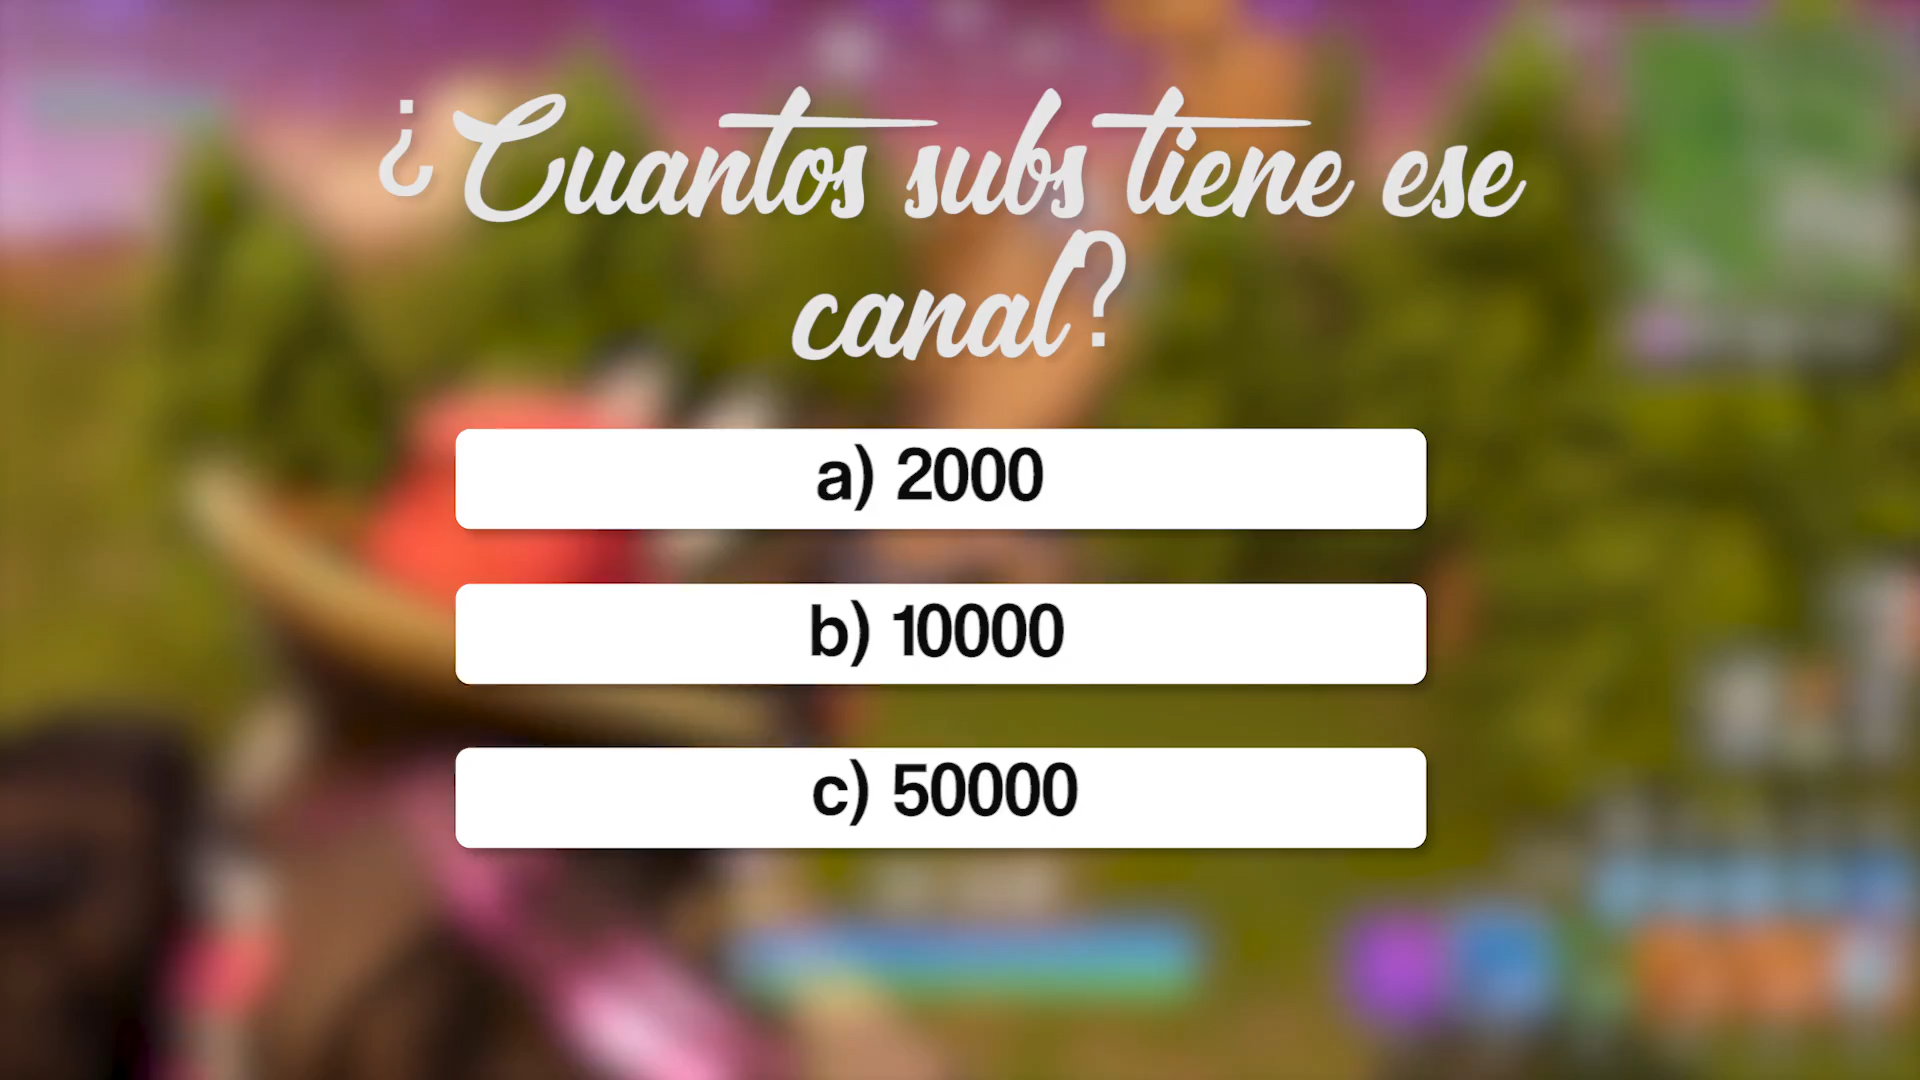 ¿Cuantos subs tiene ese
canal?
a) 2000
b) 10000
c) 50000